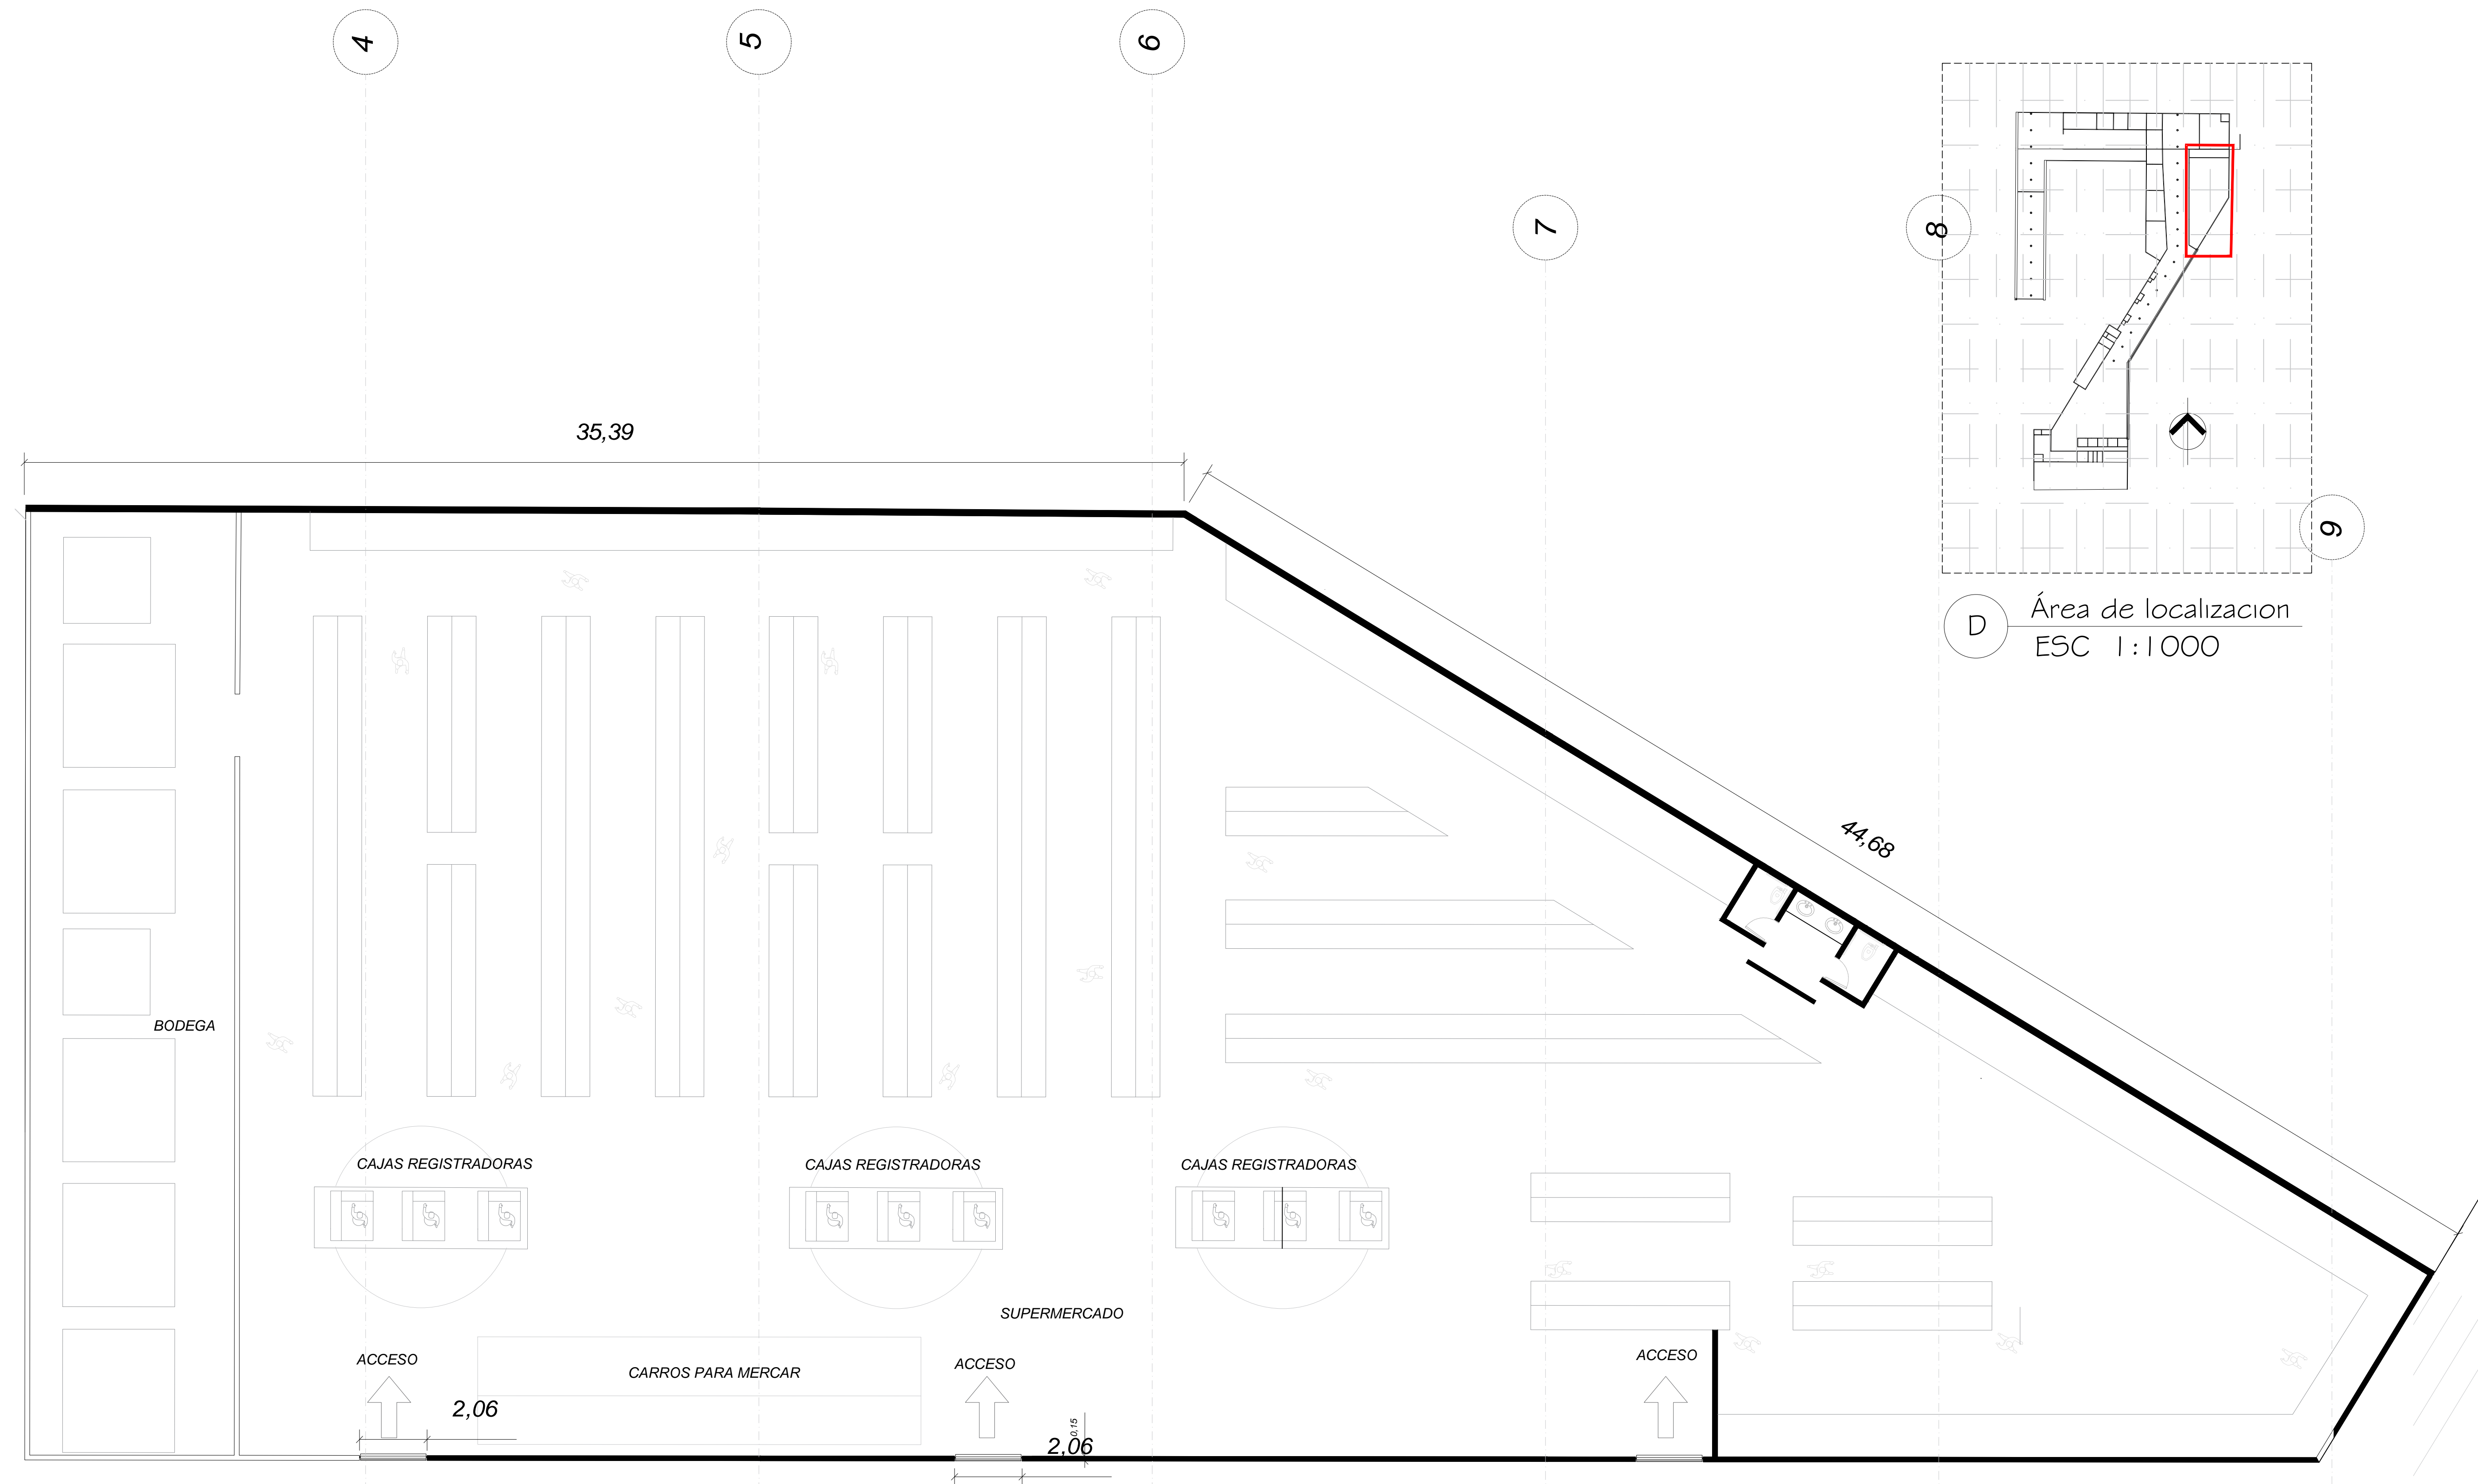 4
5
6
7
8
9
35,39
44,68
D
Área de localizacion
ESC 1:1000
BODEGA
CAJAS REGISTRADORAS
CAJAS REGISTRADORAS
CAJAS REGISTRADORAS
SUPERMERCADO
ACCESO
CARROS PARA MERCAR
ACCESO
ACCESO
2,06
0,15
2,06